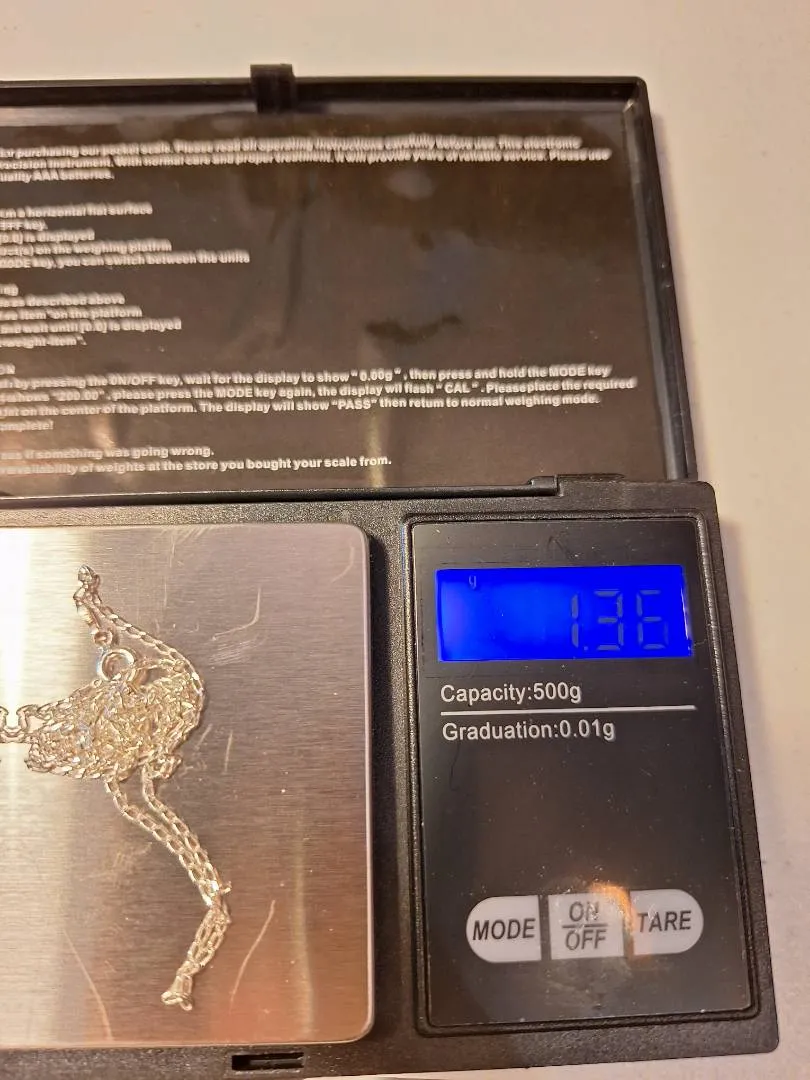 purchasing our pocket scale. Please read all operating instructions carefully before use. The electronic
precision instrument. With normal care and proper treatment, it will provide years of reliable service. Please use
quality AAA batteries.
on a horizontal flat surface
key.
[0.0] is displayed
on the weighing platfrm
MODE key, you can switch between the units
as described above
item "on the platform
wait until [0.0] is displayed
by pressing the ON/OFF key, wait for the display to show " 0.00g" , then press and hold the MODE key
"200.00" ,please press the MODE key again, the display wll flash " CAL" . Pleaseplace the required
on the center of the platform. The display will show "PASS" then return to normal weighing mode.
if something was going wrong.
availability of weights at the store you bought your scale from.
g
1.36
Capacity:500g
Graduation:0.01g
MODE
ON
OFF
TARE